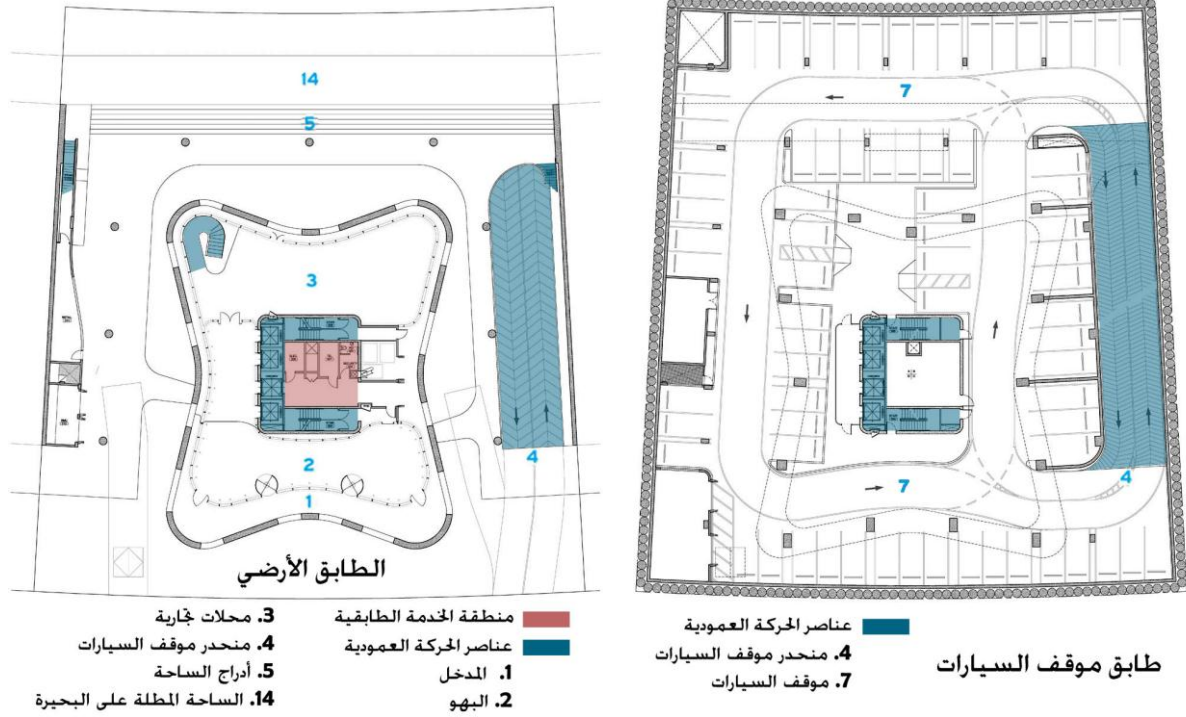 14
5
3
2
1
4
الطابق الأرضي
منطقة الخدمة الطابقية
عناصر الحركة العمودية
1. المدخل
2. البهو
3. محلات تجارية
4. منحدر موقف السيارات
5. أدراج الساحة
14. الساحة المطلة على البحيرة
7
7
4
طابق موقف السيارات
عناصر الحركة العمودية
4. منحدر موقف السيارات
7. موقف السيارات